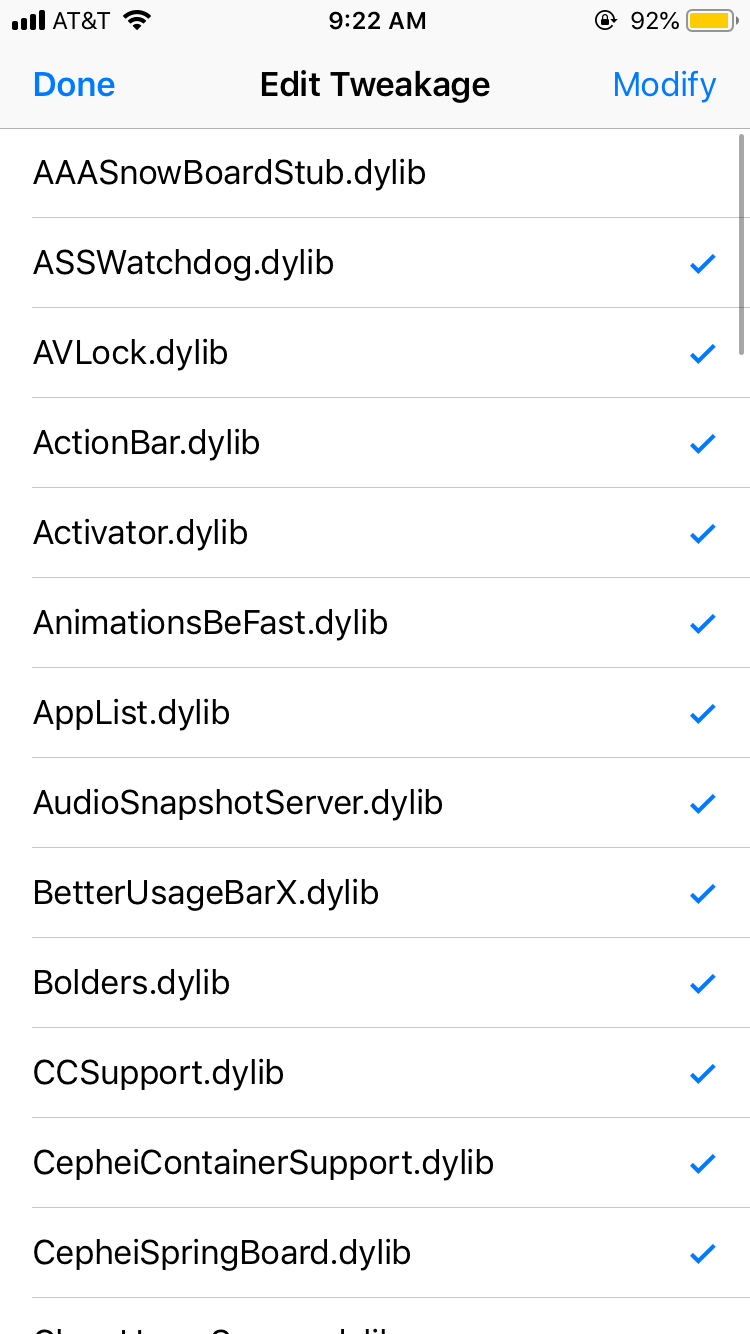 AT&T 9:22 AM 92%
Done Edit Tweakage Modify
AAASnowBoardStub.dylib
ASSWatchdog.dylib
AVLock.dylib
ActionBar.dylib
Activator.dylib
AnimationsBeFast.dylib
AppList.dylib
AudioSnapshotServer.dylib
BetterUsageBarX.dylib
Bolders.dylib
CCSupport.dylib
CepheiContainerSupport.dylib
CepheiSpringBoard.dylib